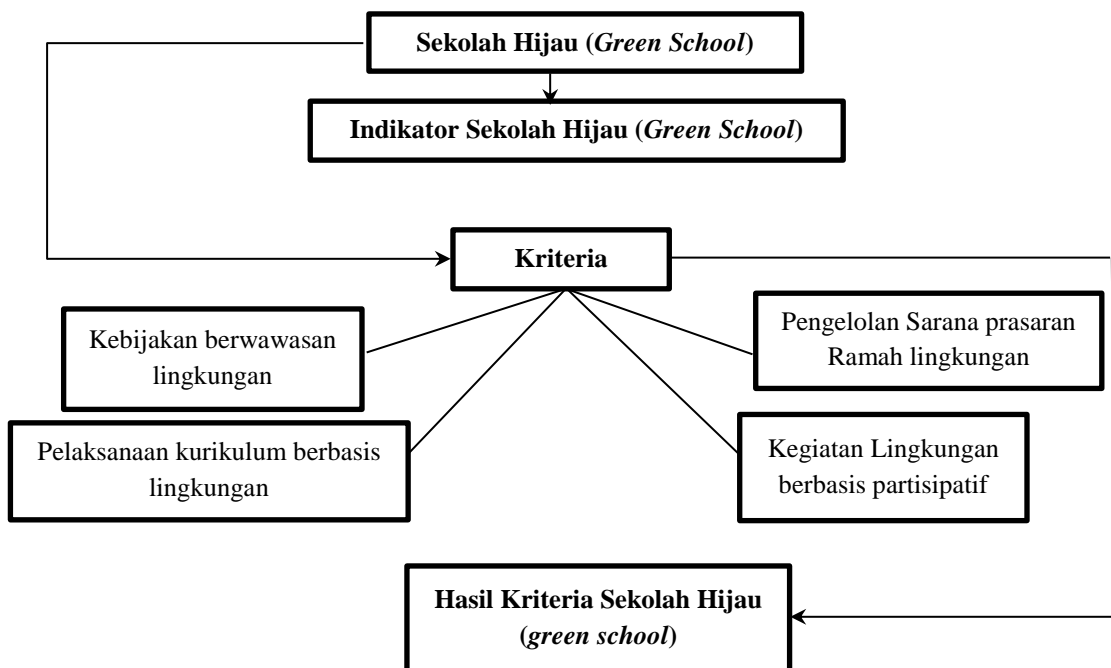 Sekolah Hijau (Green School)
Indikator Sekolah Hijau (Green School)
Kriteria
Kebijakan berwawasan
lingkungan
Pengelolan Sarana prasaran
Ramah lingkungan
Pelaksanaan kurikulum berbasis
lingkungan
Kegiatan Lingkungan
berbasis partisipatif
Hasil Kriteria Sekolah Hijau
(green school)